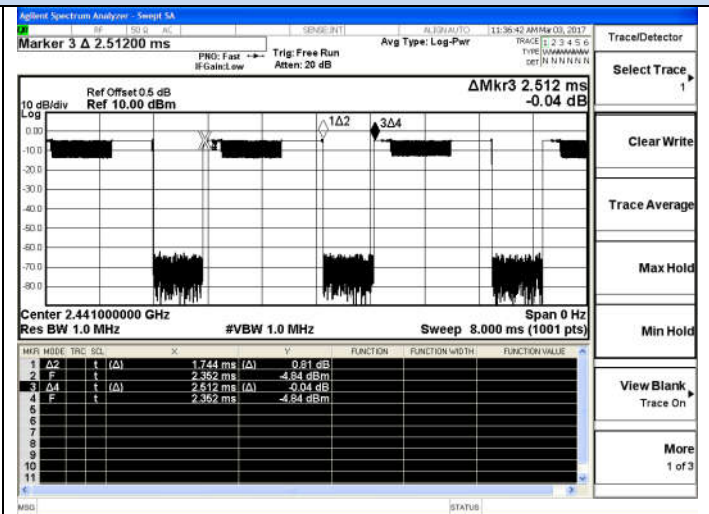 Agilent Spectrum Analyzer - Swept SA
RF 50 Ω AC SENSE:INT ALIGNAUTO 11:36:42 AM Mar 03, 2017
Marker 3 Δ 2.51200 ms
PNO: Fast
IFGain:Low
Trig: Free Run
Atten: 20 dB
Avg Type: Log-Pwr
TRACE 1 2 3 4 5 6
TYPE
DET N N N N N N
Ref Offset 0.5 dB
10 dB/div Ref 10.00 dBm
ΔMkr3 2.512 ms
-0.04 dB
Log
1Δ2
3Δ4
0.00
-10.0
-20.0
-30.0
-40.0
-50.0
-60.0
-70.0
-80.0
Center 2.441000000 GHz Span 0 Hz
Res BW 1.0 MHz #VBW 1.0 MHz Sweep 8.000 ms (1001 pts)
MKR MODE TRC SCL X Y FUNCTION FUNCTION WIDTH FUNCTION VALUE
1 Δ2 t (Δ) 1.744 ms (Δ) 0.81 dB
2 F t 2.352 ms -4.84 dBm
3 Δ4 t (Δ) 2.512 ms (Δ) -0.04 dB
4 F t 2.352 ms -4.84 dBm
5
6
7
8
9
10
11
MSG STATUS
Trace/Detector
Select Trace
1
Clear Write
Trace Average
Max Hold
Min Hold
View Blank
Trace On
More
1 of 3